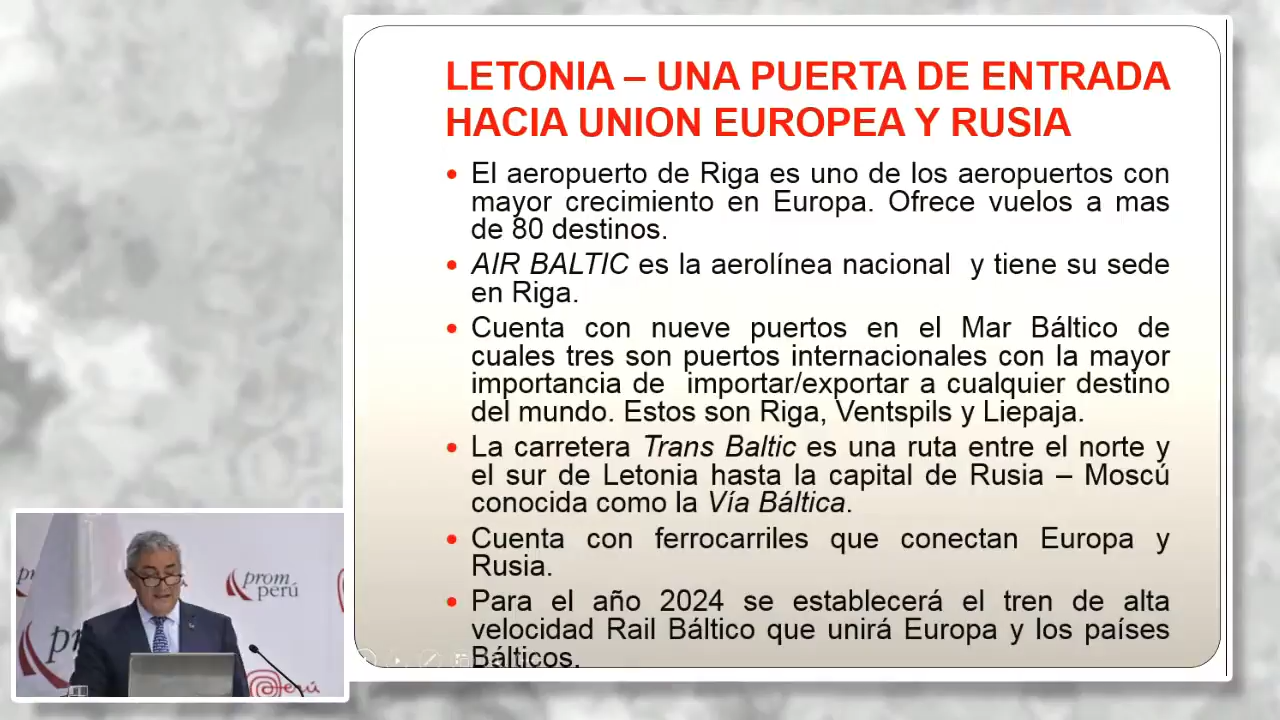 LETONIA – UNA PUERTA DE ENTRADA
HACIA UNION EUROPEA Y RUSIA
• El aeropuerto de Riga es uno de los aeropuertos con
mayor crecimiento en Europa. Ofrece vuelos a mas
de 80 destinos.
• AIR BALTIC es la aerolínea nacional y tiene su sede
en Riga.
• Cuenta con nueve puertos en el Mar Báltico de
cuales tres son puertos internacionales con la mayor
importancia de importar/exportar a cualquier destino
del mundo. Estos son Riga, Ventspils y Liepaja.
• La carretera Trans Baltic es una ruta entre el norte y
el sur de Letonia hasta la capital de Rusia – Moscú
conocida como la Vía Báltica.
• Cuenta con ferrocarriles que conectan Europa y
Rusia.
• Para el año 2024 se establecerá el tren de alta
velocidad Rail Báltico que unirá Europa y los países
Bálticos.
prom
perú
Perú